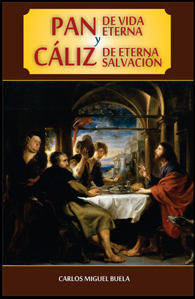 PAN DE VIDA ETERNA
y
CÁLIZ DE ETERNA SALVACIÓN
CARLOS MIGUEL BUELA